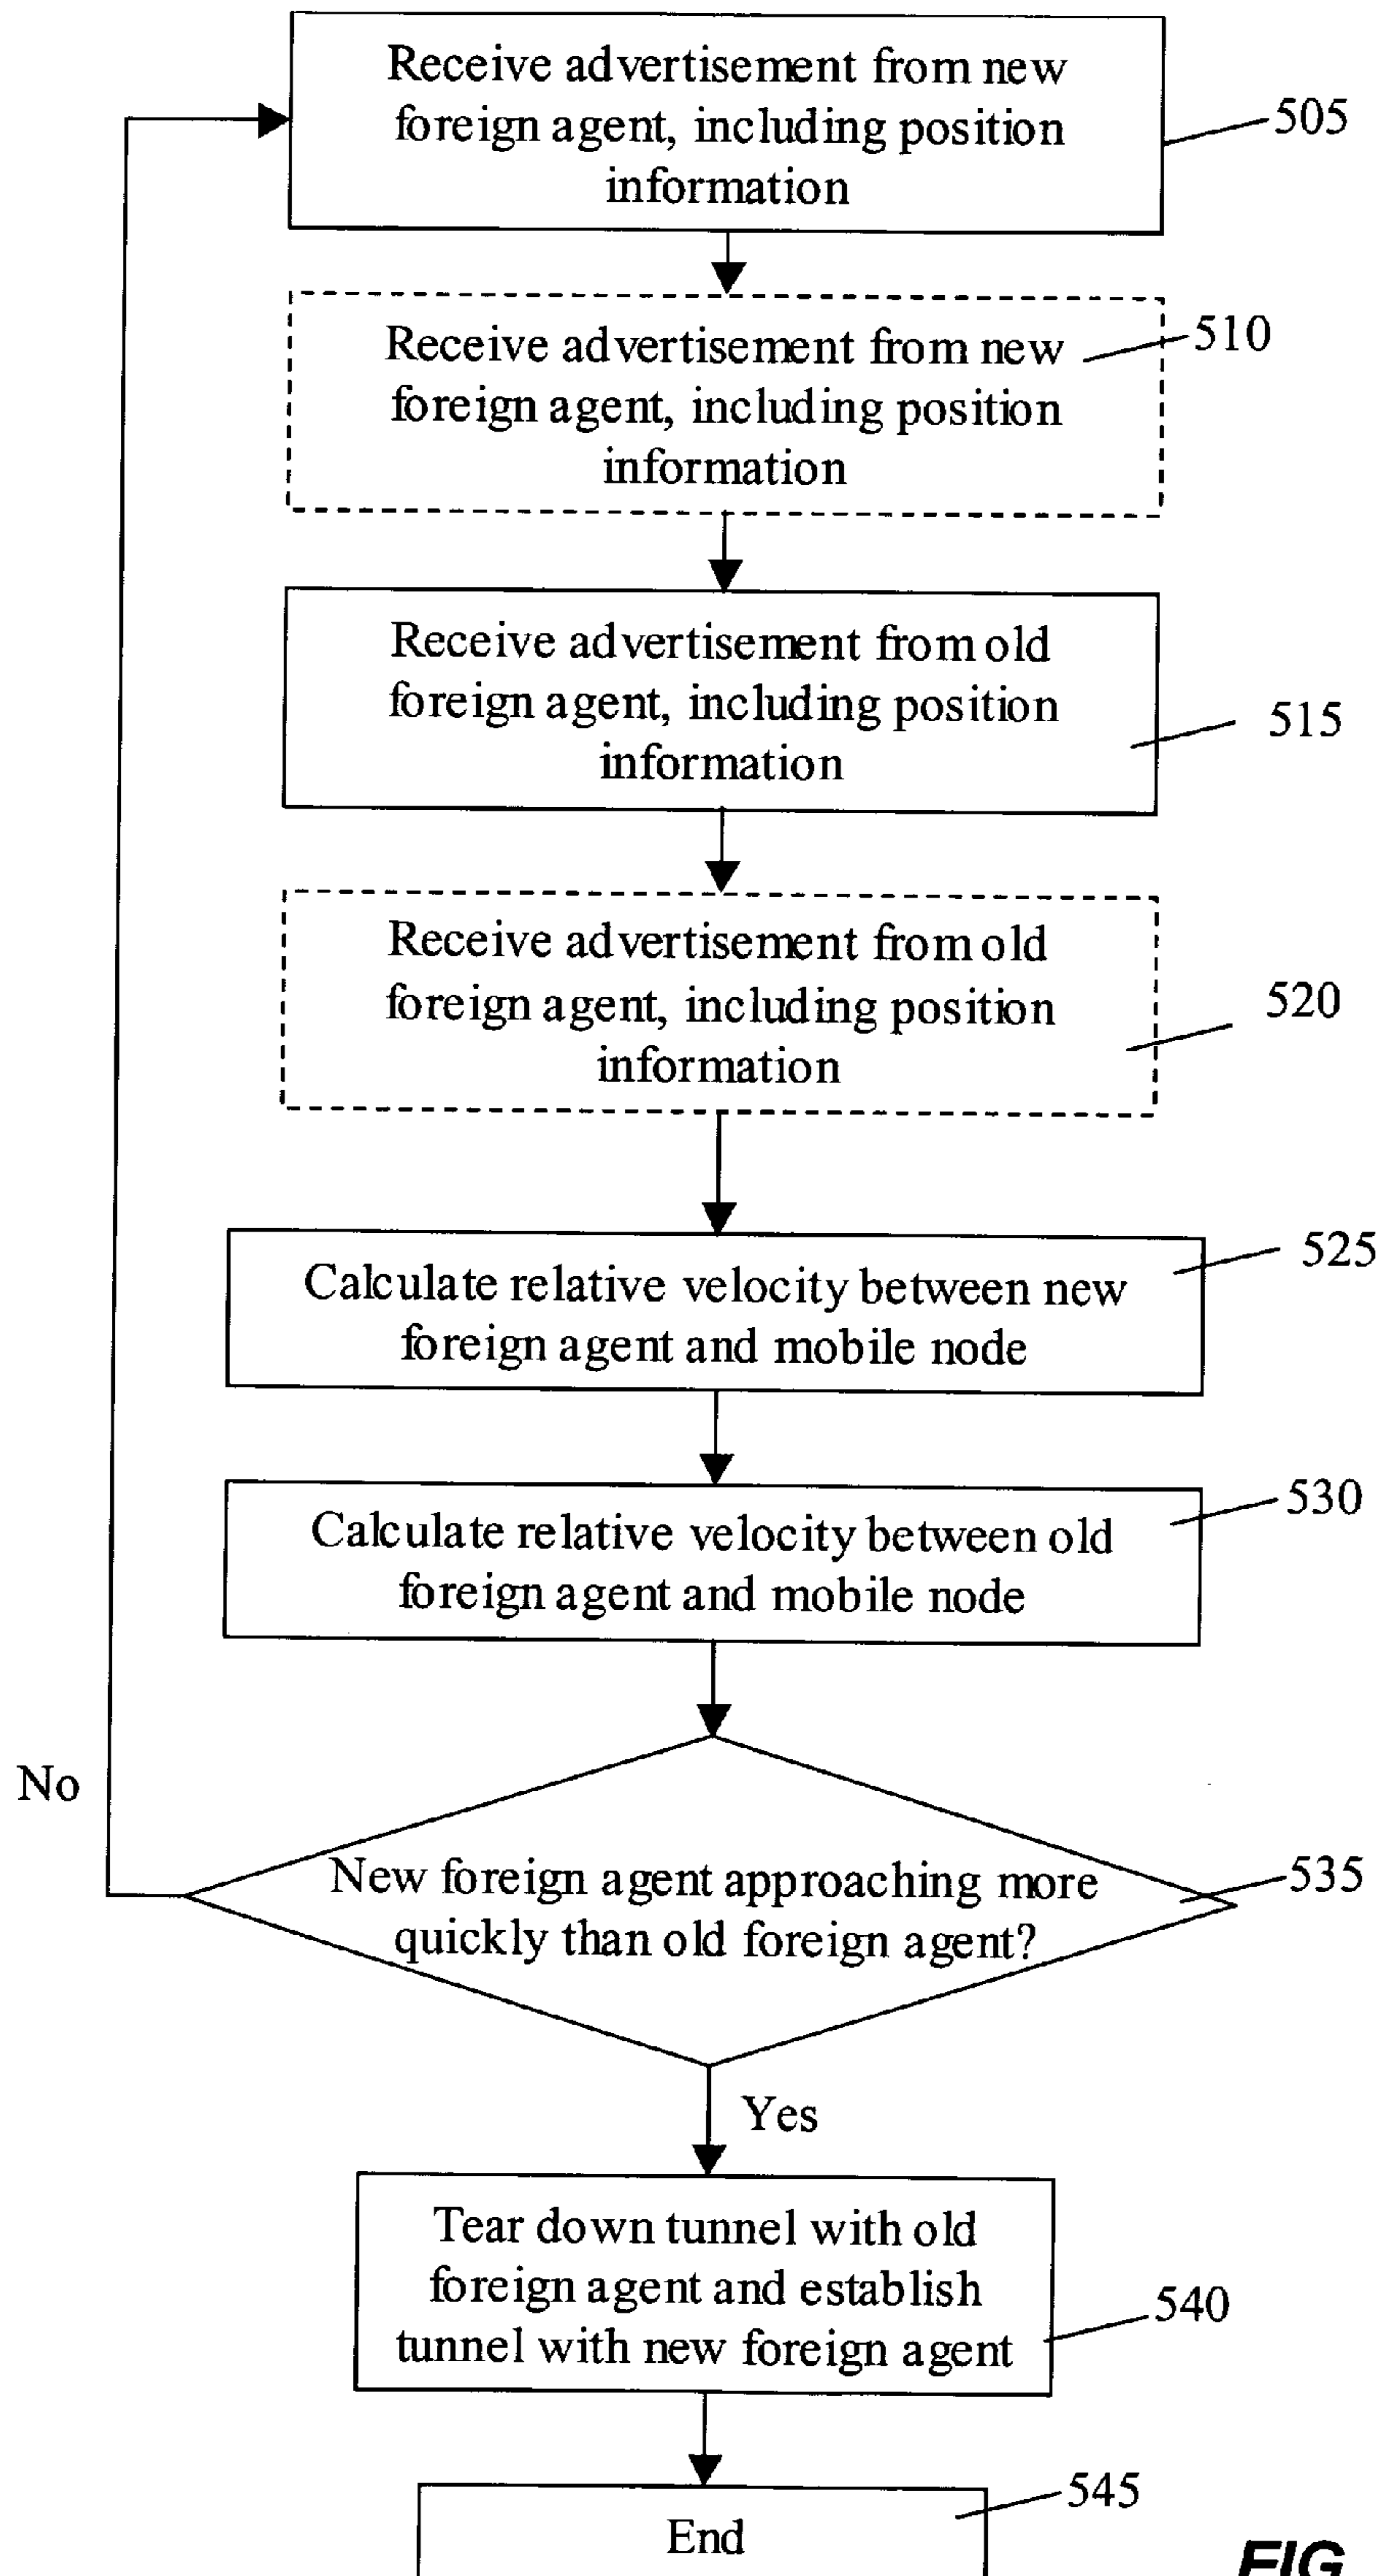 Receive advertisement from new
foreign agent, including position
information
505
Receive advertisement from new
foreign agent, including position
information
510
Receive advertisement from old
foreign agent, including position
information
515
Receive advertisement from old
foreign agent, including position
information
520
Calculate relative velocity between new
foreign agent and mobile node
525
Calculate relative velocity between old
foreign agent and mobile node
530
No
New foreign agent approaching more
quickly than old foreign agent?
535
Yes
Tear down tunnel with old
foreign agent and establish
tunnel with new foreign agent
540
End
545
FIG